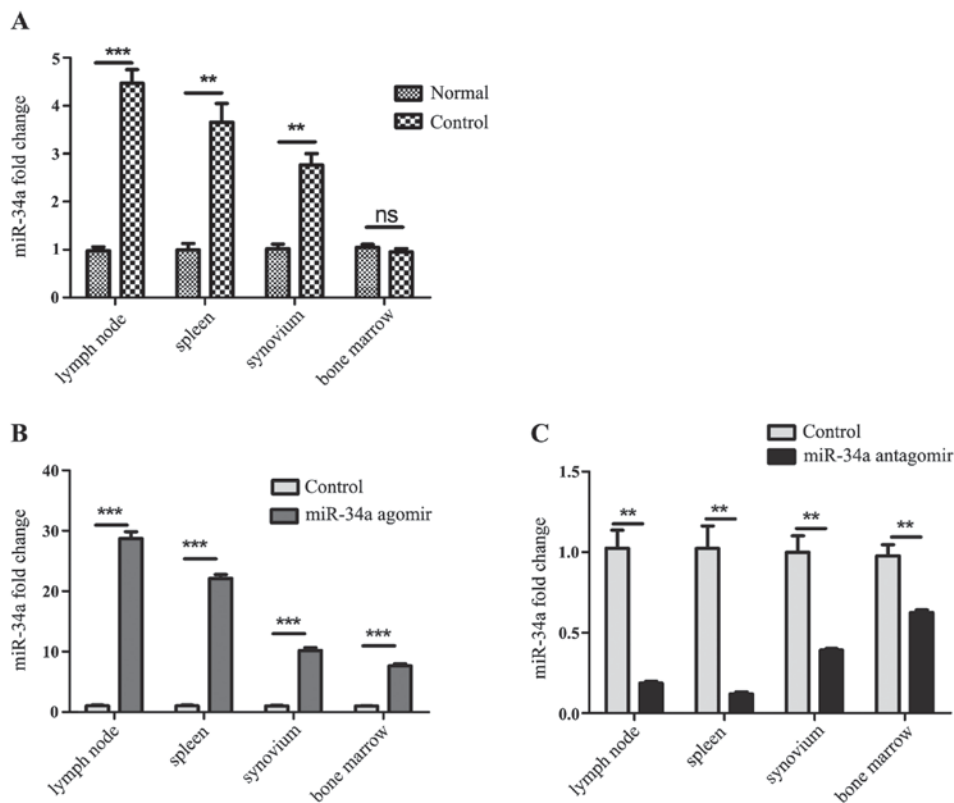 A
miR-34a fold change
5
4
3
2
1
0
***
**
**
ns
Normal
Control
lymph node
spleen
synovium
bone marrow
B
miR-34a fold change
40
30
20
10
0
***
***
***
***
Control
miR-34a agomir
lymph node
spleen
synovium
bone marrow
C
miR-34a fold change
1.5
1.0
0.5
0.0
**
**
**
**
Control
miR-34a antagomir
lymph node
spleen
synovium
bone marrow